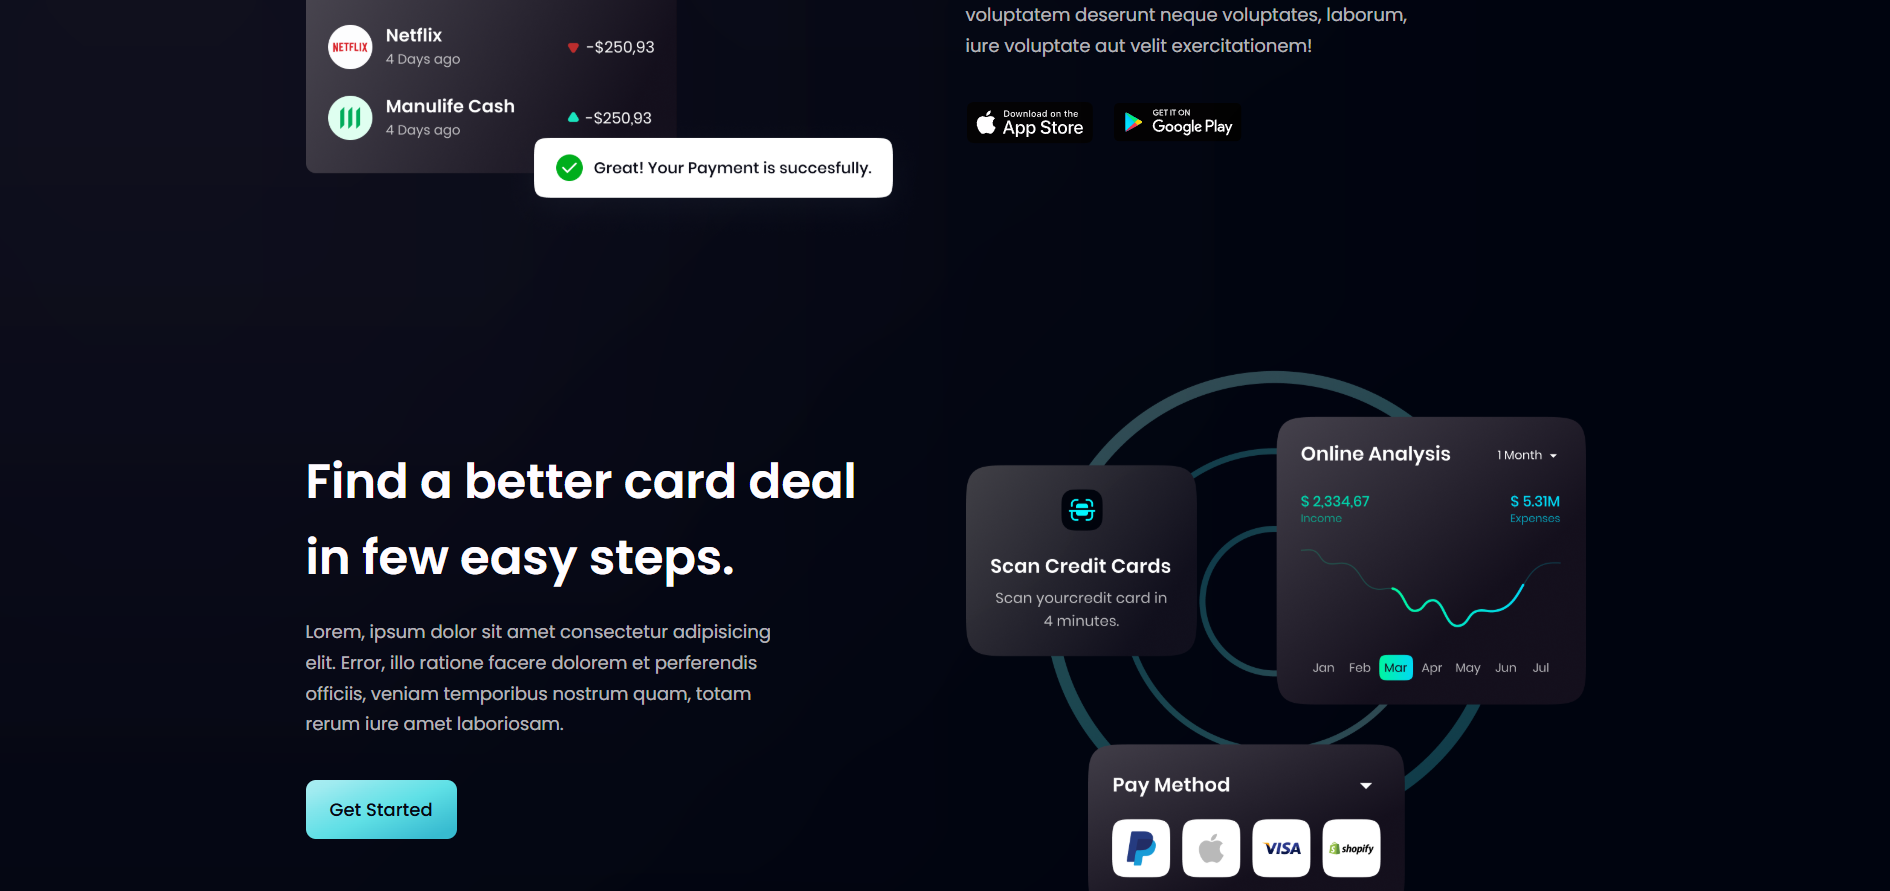 NETFLIX
Netflix
4 Days ago
-$250,93
Manulife Cash
4 Days ago
-$250,93
Great! Your Payment is succesfully.
voluptatem deserunt neque voluptates, laborum,
iure voluptate aut velit exercitationem!
Download on the
App Store
GET IT ON
Google Play
Find a better card deal
in few easy steps.
Lorem, ipsum dolor sit amet consectetur adipisicing
elit. Error, illo ratione facere dolorem et perferendis
officiis, veniam temporibus nostrum quam, totam
rerum iure amet laboriosam.
Get Started
Scan Credit Cards
Scan yourcredit card in
4 minutes.
Online Analysis
1 Month
$ 2,334,67
Income
$ 5.31M
Expenses
Jan Feb Mar Apr May Jun Jul
Pay Method
VISA
shopify